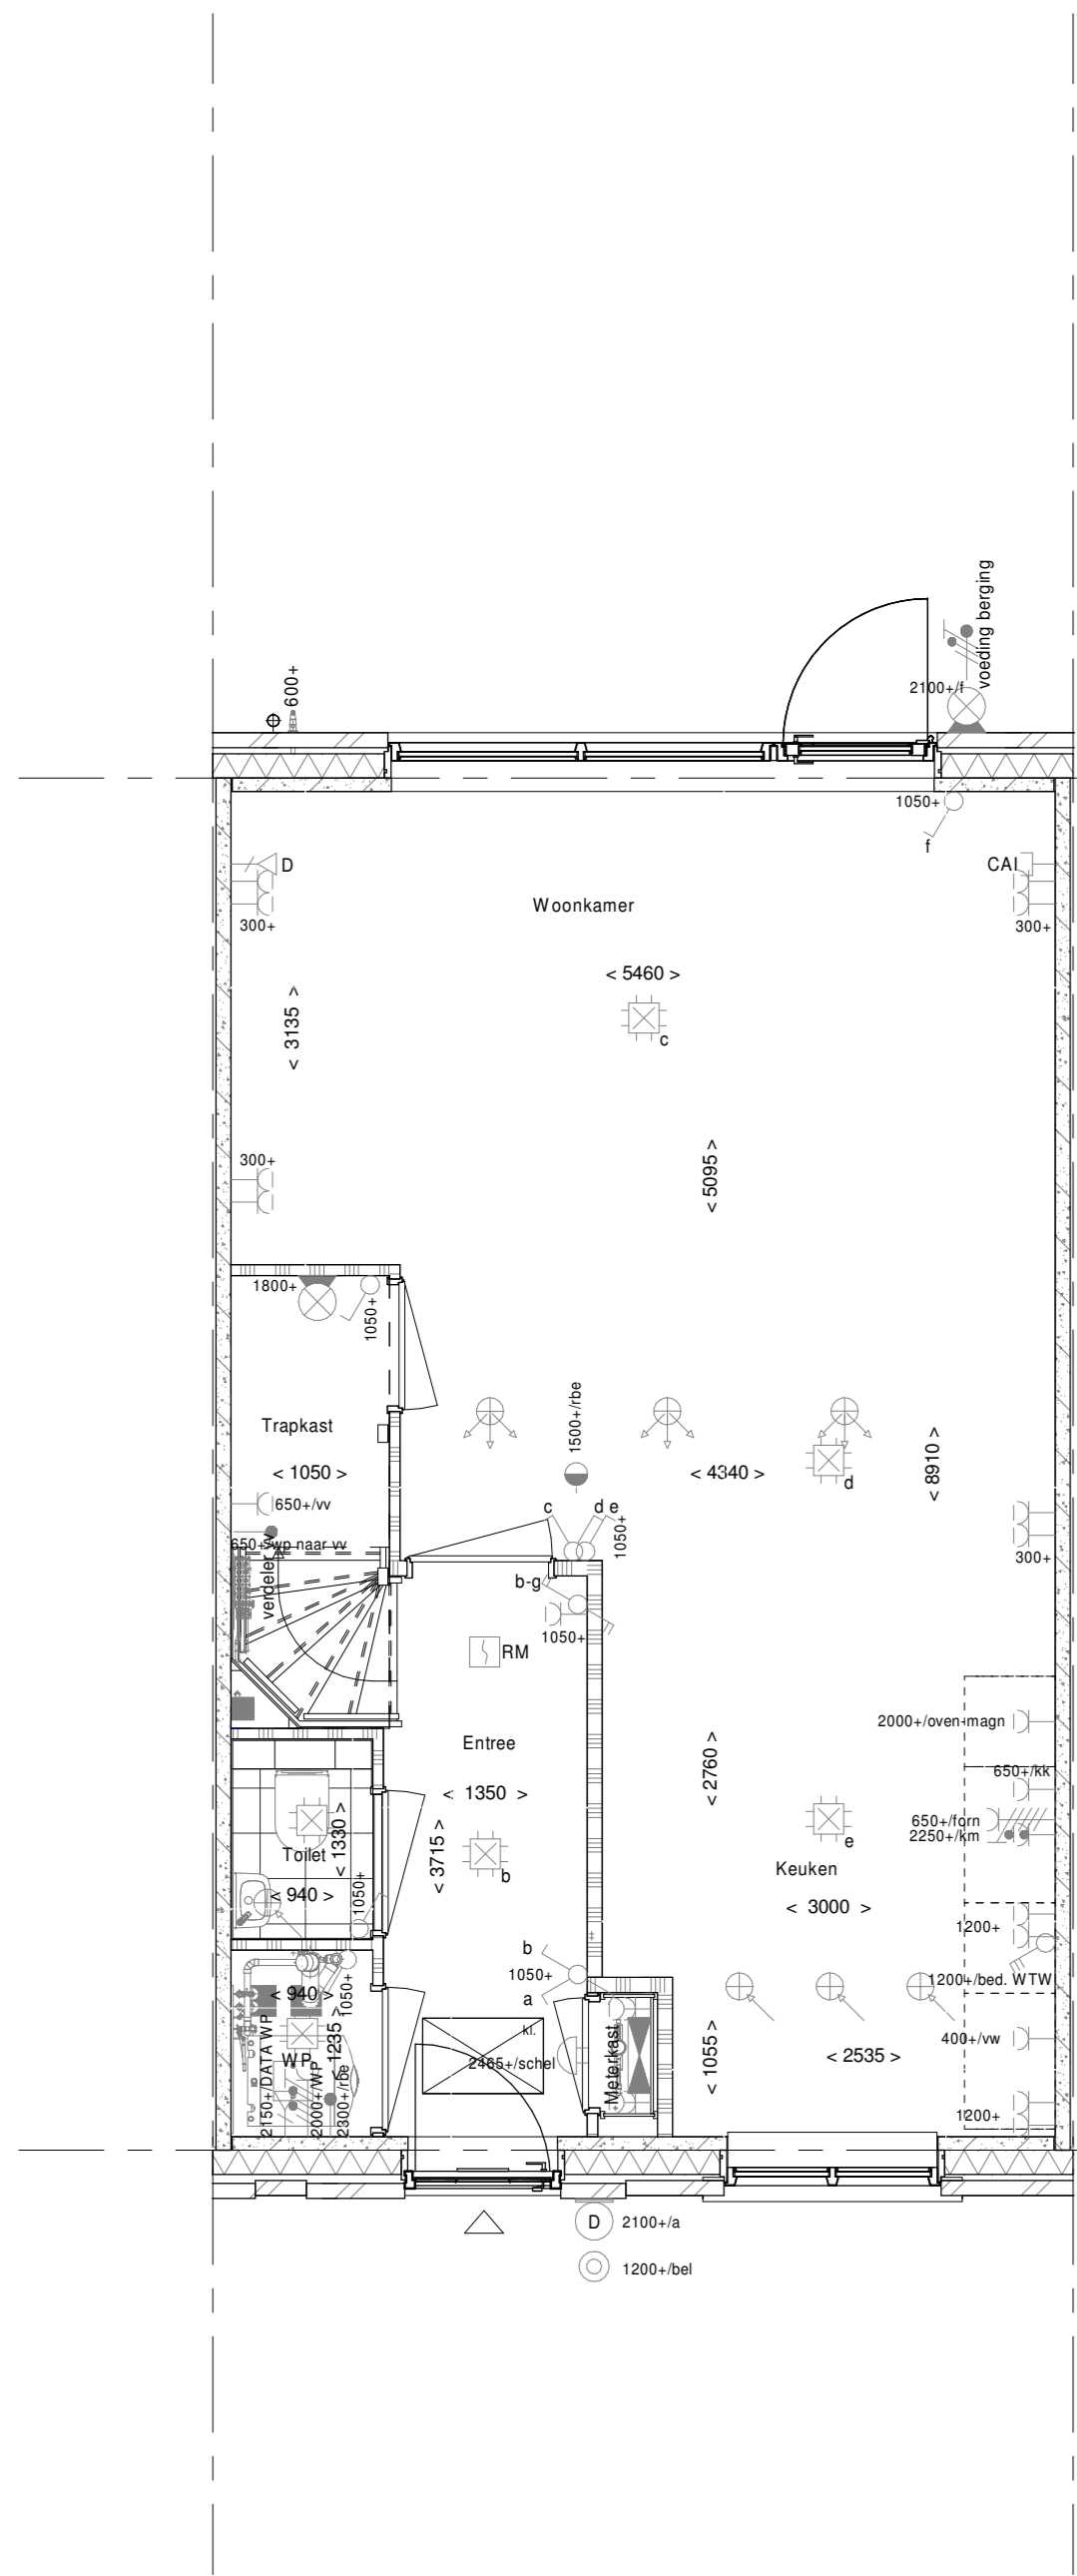 voeding berging
600+
2100+/f
1050+
f
D
CAI
300+
300+
Woonkamer
< 5460 >
c
< 3135 >
< 5095 >
300+
1800+
1050+
1500+/rbe
Trapkast
< 1050 >
< 4340 >
< 8910 >
d
650+/vv
c
d e
1050+
650+/wp naar vv
verdeler vv
300+
b-g
1050+
RM
2000+/oven-magn
Entree
< 2760 >
650+/kk
< 1350 >
650+/forn
2250+/km
< 1330 >
e
Toilet
< 3715 >
b
Keuken
< 940 >
1050+
< 3000 >
1200+
b
1050+
a
1200+/bed. WTW
< 940 >
1050+
kl.
< 1235 >
WP
2465+/schel
Meterkast
< 1055 >
400+/vw
< 2535 >
2150+/DATA WP
2000+/WP
2300+/rbe
1200+
D
2100+/a
1200+/bel